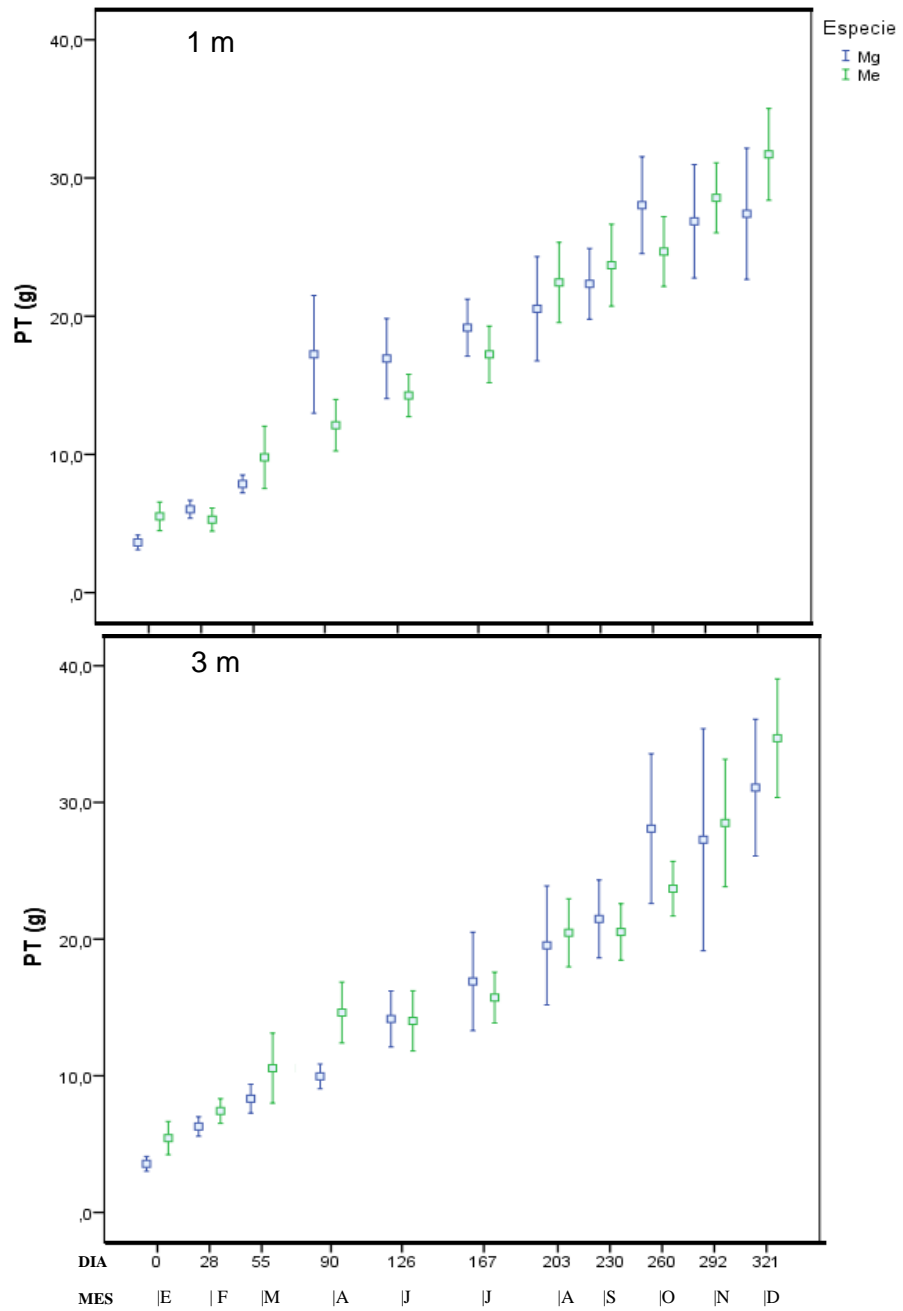 1 m
Especie
Mg
Me
40,0
30,0
20,0
10,0
,0
PT (g)
3 m
40,0
30,0
20,0
10,0
,0
PT (g)
DIA 0 28 55 90 126 167 203 230 260 292 321
MES |E |F |M |A |J |J |A |S |O |N |D